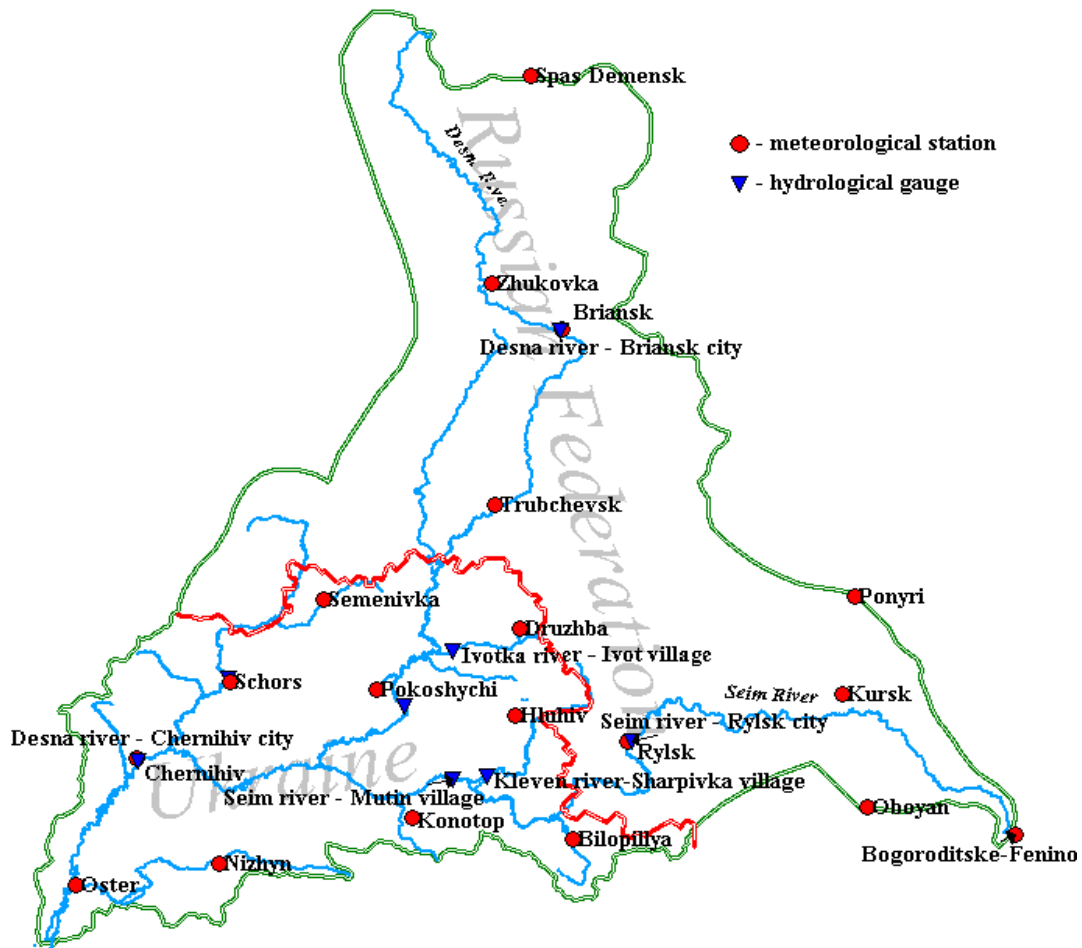 Spas Demensk
Desna River
- meteorological station
- hydrological gauge
Russian Federation
Zhukovka
Briansk
Desna river - Briansk city
Trubchevsk
Semenivka
Ponyri
Druzhba
Ivotka river - Ivot village
Schors
Pokoshychi
Seim River
Kursk
Hluhiv
Seim river - Rylsk city
Desna river - Chernihiv city
Rylsk
Chernihiv
Ukraine
Kleven river-Sharpivka village
Seim river - Mutin village
Konotop
Oboyan
Bilopillya
Bogoroditske-Fenino
Nizhyn
Oster